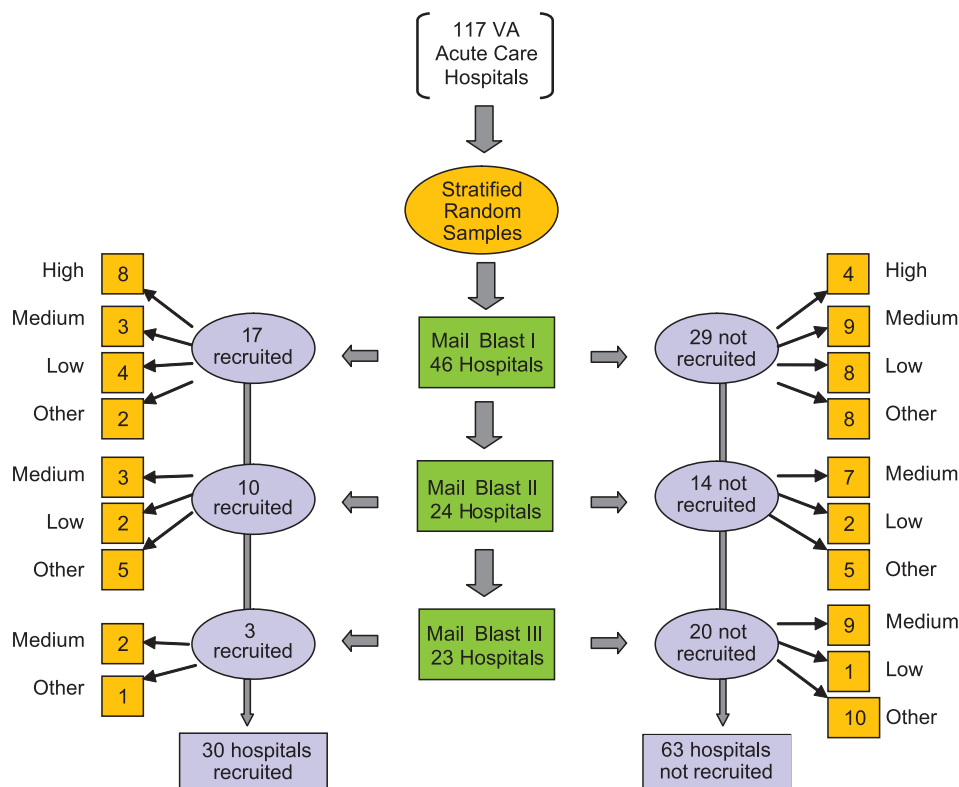 117 VA
Acute Care
Hospitals
Stratified
Random
Samples
High
8
Medium
3
Low
4
Other
2
17
recruited
Mail Blast I
46 Hospitals
29 not
recruited
4
High
9
Medium
8
Low
8
Other
Medium
3
Low
2
Other
5
10
recruited
Mail Blast II
24 Hospitals
14 not
recruited
7
Medium
2
Low
5
Other
Medium
2
Other
1
3
recruited
Mail Blast III
23 Hospitals
20 not
recruited
9
Medium
1
Low
10
Other
30 hospitals
recruited
63 hospitals
not recruited